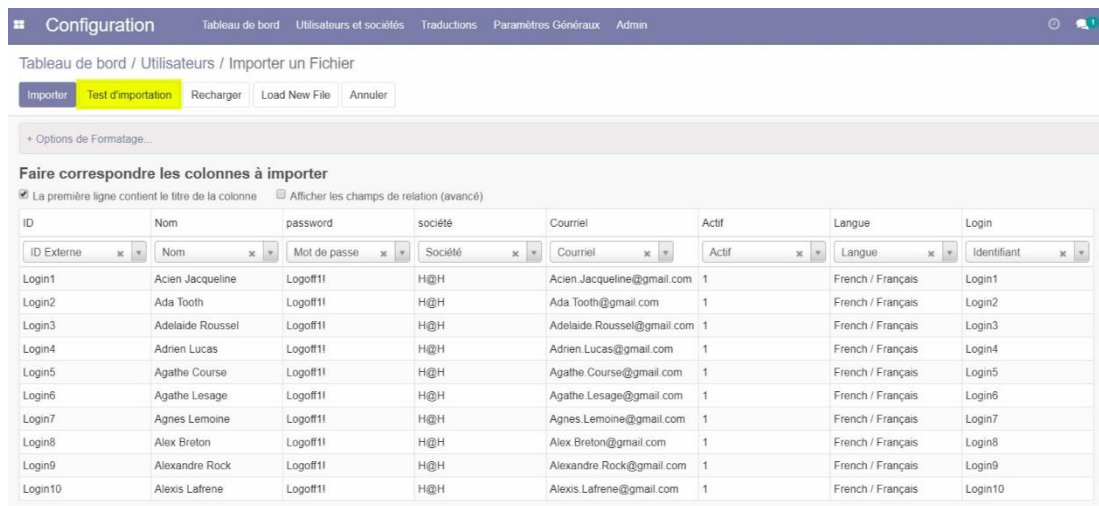 Configuration Tableau de bord Utilisateurs et sociétés Traductions Paramètres Généraux Admin 1
Tableau de bord / Utilisateurs / Importer un Fichier
Importer Test d'importation Recharger Load New File Annuler
+ Options de Formatage...
Faire correspondre les colonnes à importer
La première ligne contient le titre de la colonne Afficher les champs de relation (avancé)
ID Nom password société Courriel Actif Langue Login
ID Externe Nom Mot de passe Société Courriel Actif Langue Identifiant
Login1 Acien Jacqueline Logoff1! H@H Acien.Jacqueline@gmail.com 1 French / Français Login1
Login2 Ada Tooth Logoff1! H@H Ada.Tooth@gmail.com 1 French / Français Login2
Login3 Adelaide Roussel Logoff1! H@H Adelaide.Roussel@gmail.com 1 French / Français Login3
Login4 Adrien Lucas Logoff1! H@H Adrien.Lucas@gmail.com 1 French / Français Login4
Login5 Agathe Course Logoff1! H@H Agathe.Course@gmail.com 1 French / Français Login5
Login6 Agathe Lesage Logoff1! H@H Agathe.Lesage@gmail.com 1 French / Français Login6
Login7 Agnes Lemoine Logoff1! H@H Agnes.Lemoine@gmail.com 1 French / Français Login7
Login8 Alex Breton Logoff1! H@H Alex.Breton@gmail.com 1 French / Français Login8
Login9 Alexandre Rock Logoff1! H@H Alexandre.Rock@gmail.com 1 French / Français Login9
Login10 Alexis Lafrene Logoff1! H@H Alexis.Lafrene@gmail.com 1 French / Français Login10